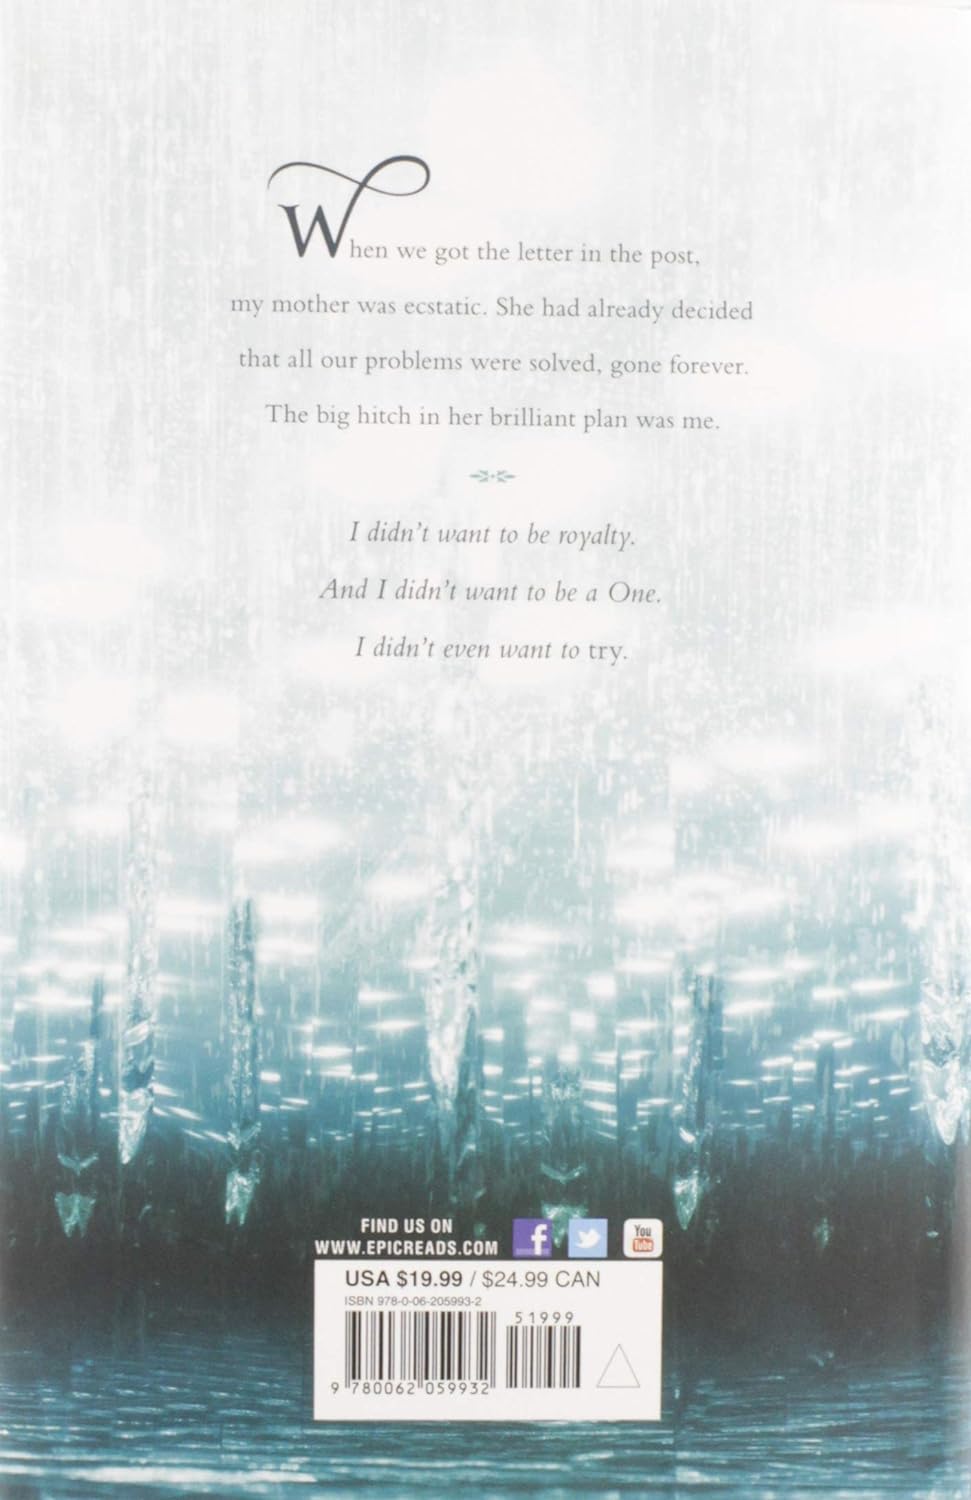 When we got the letter in the post,
my mother was ecstatic. She had already decided
that all our problems were solved, gone forever.
The big hitch in her brilliant plan was me.
I didn't want to be royalty.
And I didn't want to be a One.
I didn't even want to try.
FIND US ON
WWW.EPICREADS.COM
f
You
Tube
USA $19.99 / $24.99 CAN
ISBN 978-0-06-205993-2
51999
9 780062 059932